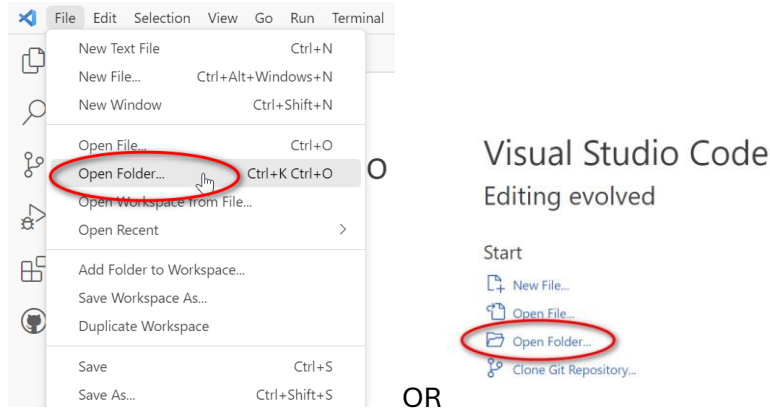 File Edit Selection View Go Run Terminal
New Text File Ctrl+N
New File... Ctrl+Alt+Windows+N
New Window Ctrl+Shift+N
Open File... Ctrl+O
Open Folder... Ctrl+K Ctrl+O
Open Workspace from File...
Open Recent
Add Folder to Workspace...
Save Workspace As...
Duplicate Workspace
Save Ctrl+S
Save As... Ctrl+Shift+S
O
OR
Visual Studio Code
Editing evolved
Start
New File...
Open File...
Open Folder...
Clone Git Repository...